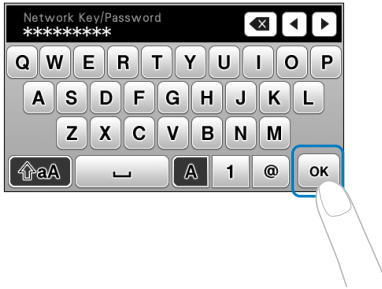 Network Key/Password
*********
Q W E R T Y U I O P
A S D F G H J K L
Z X C V B N M
aA A 1 @ OK